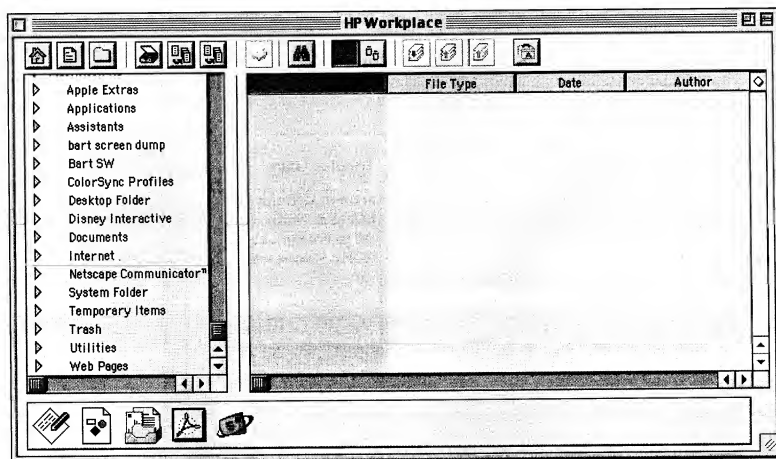 HP Workplace
File Type Date Author
Apple Extras
Applications
Assistants
bart screen dump
Bart SW
ColorSync Profiles
Desktop Folder
Disney Interactive
Documents
Internet
Netscape Communicator™
System Folder
Temporary Items
Trash
Utilities
Web Pages